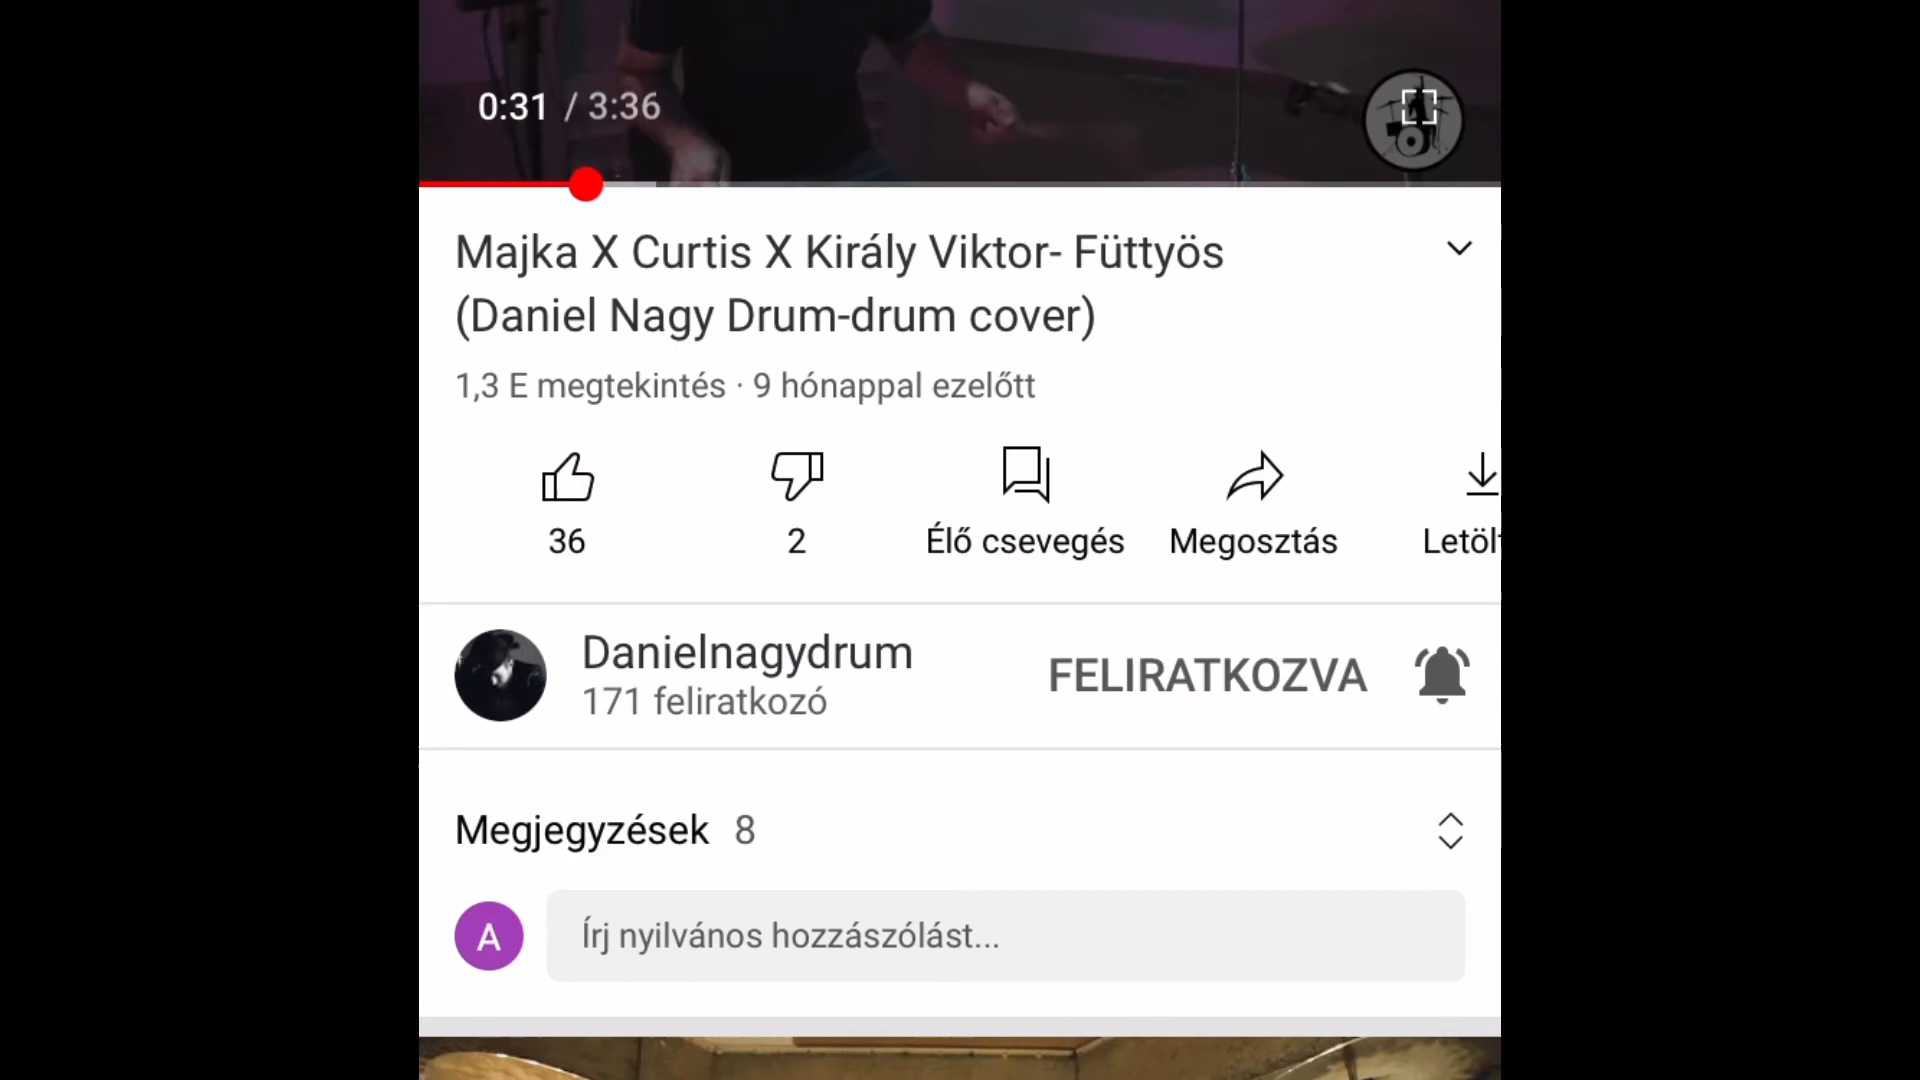 0:31 / 3:36
Majka X Curtis X Király Viktor- Füttyös
(Daniel Nagy Drum-drum cover)
1,3 E megtekintés · 9 hónappal ezelőtt
36
2
Élő csevegés
Megosztás
Letölt
Danielnagydrum
FELIRATKOZVA
171 feliratkozó
Megjegyzések 8
A
Írj nyilvános hozzászólást...